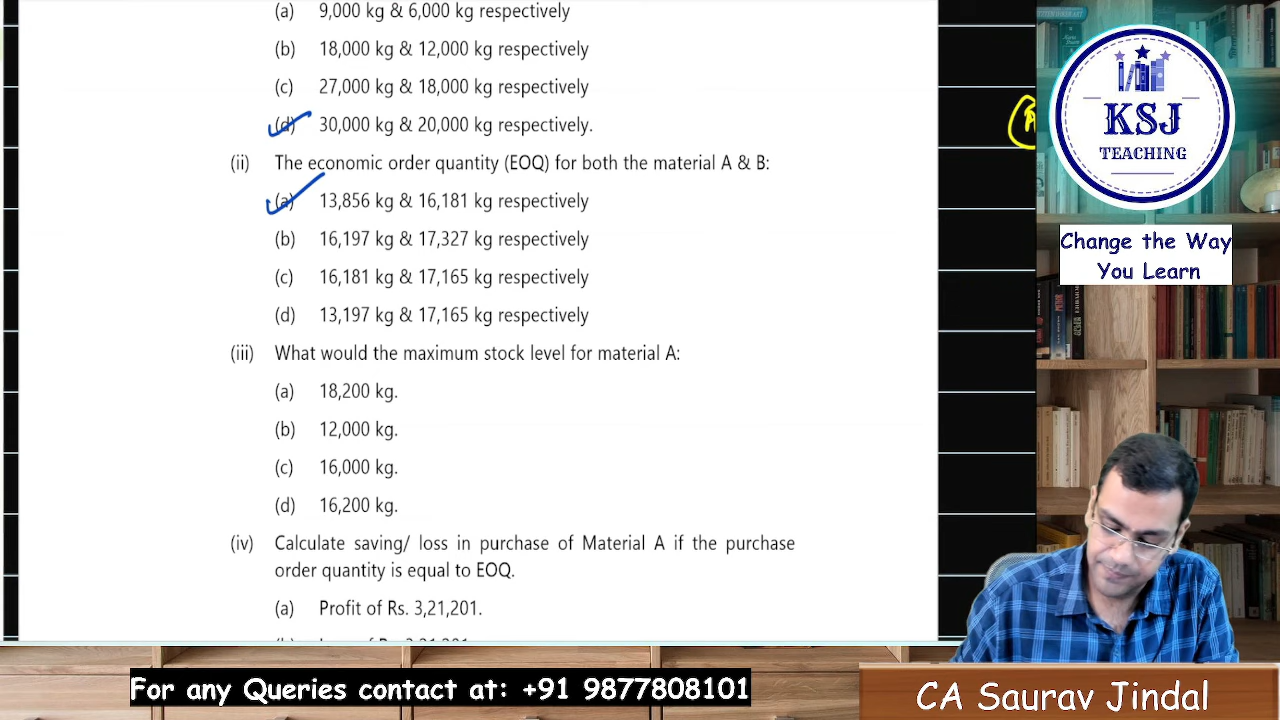 (a) 9,000 kg & 6,000 kg respectively
(b) 18,000 kg & 12,000 kg respectively
(c) 27,000 kg & 18,000 kg respectively
(d) 30,000 kg & 20,000 kg respectively.
(ii) The economic order quantity (EOQ) for both the material A & B:
(a) 13,856 kg & 16,181 kg respectively
(b) 16,197 kg & 17,327 kg respectively
(c) 16,181 kg & 17,165 kg respectively
(d) 13,197 kg & 17,165 kg respectively
(iii) What would the maximum stock level for material A:
(a) 18,200 kg.
(b) 12,000 kg.
(c) 16,000 kg.
(d) 16,200 kg.
(iv) Calculate saving/ loss in purchase of Material A if the purchase
order quantity is equal to EOQ.
(a) Profit of Rs. 3,21,201.
KSJ
TEACHING
Change the Way
You Learn
For any Queries contact at: +91 9877808101
CA Saurav Jindal